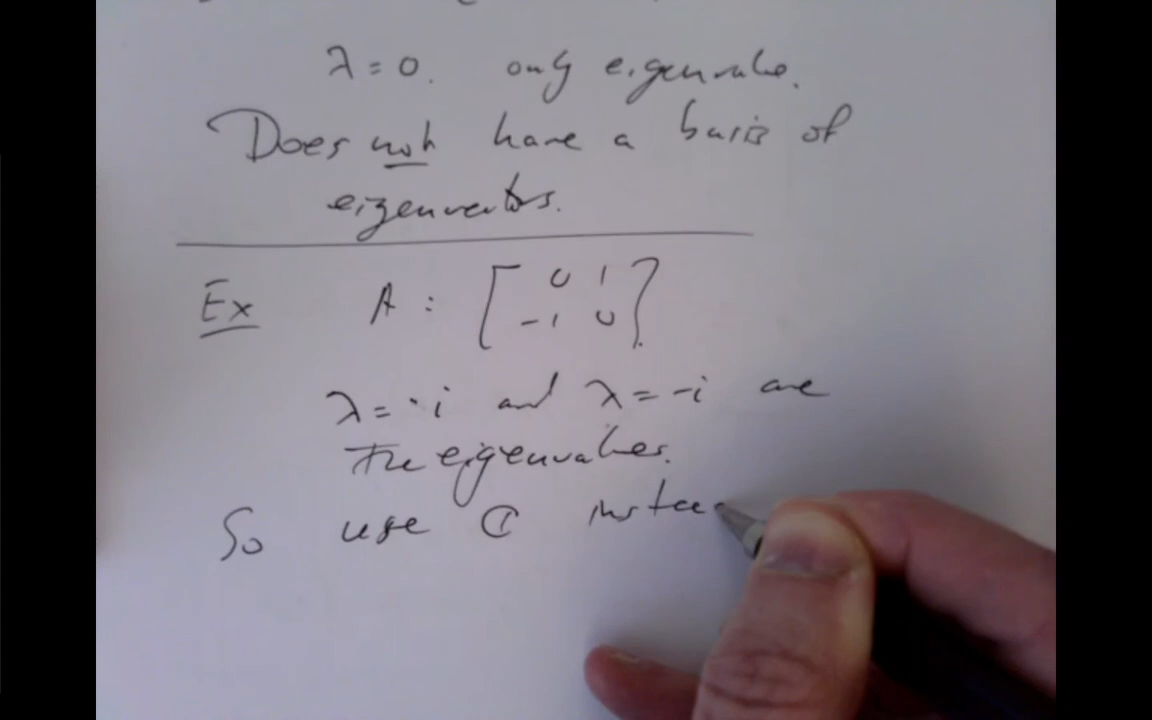 λ = 0. only eigenvalue.
Does not have a basis of
eigenvectors.
Ex A : [ 0 1
-1 0 ]
λ = i and λ = -i are
The eigenvalues.
So use ℂ instea